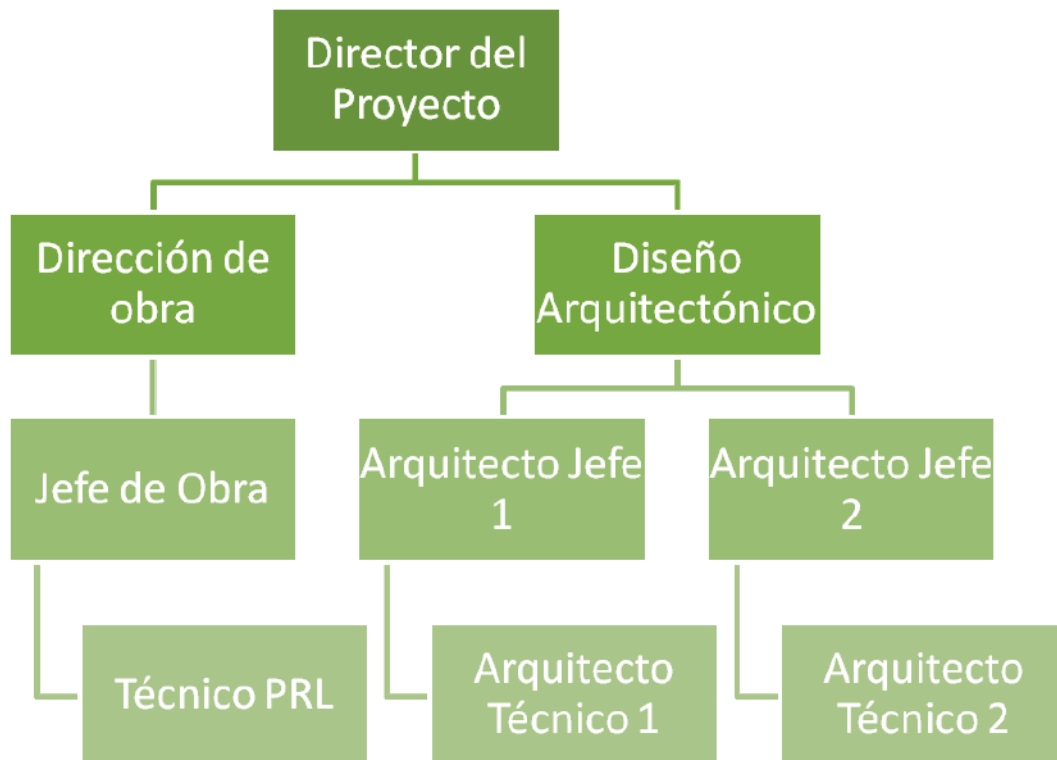 Director del
Proyecto
Dirección de
obra
Diseño
Arquitectónico
Jefe de Obra
Arquitecto Jefe
1
Arquitecto Jefe
2
Técnico PRL
Arquitecto
Técnico 1
Arquitecto
Técnico 2